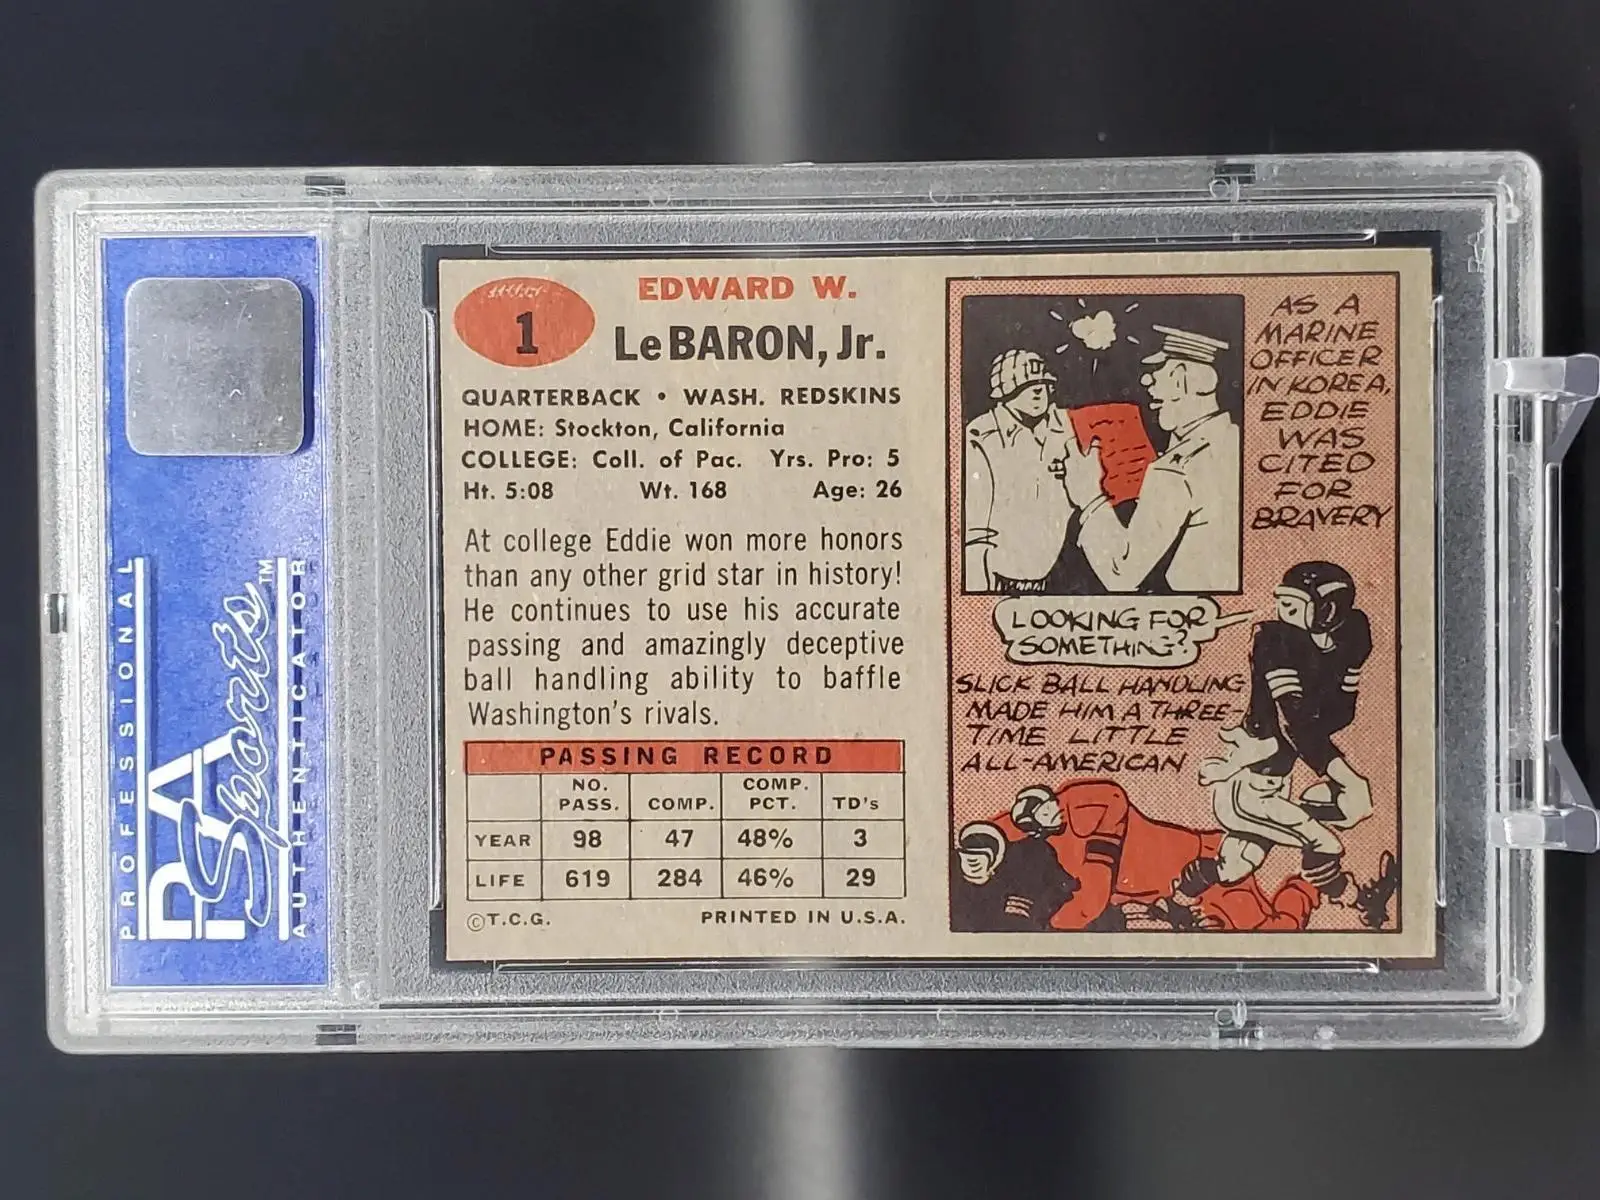 1
EDWARD W.
LeBARON, Jr.
QUARTERBACK • WASH. REDSKINS
HOME: Stockton, California
COLLEGE: Coll. of Pac. Yrs. Pro: 5
Ht. 5:08 Wt. 168 Age: 26
At college Eddie won more honors
than any other grid star in history!
He continues to use his accurate
passing and amazingly deceptive
ball handling ability to baffle
Washington's rivals.
PASSING RECORD
NO. PASS. COMP. COMP. PCT. TD's
YEAR 98 47 48% 3
LIFE 619 284 46% 29
©T.C.G. PRINTED IN U.S.A.
AS A
MARINE
OFFICER
IN KOREA,
EDDIE
WAS
CITED
FOR
BRAVERY
LOOKING FOR
SOMETHING?
SLICK BALL HANDLING
MADE HIM A THREE-
TIME LITTLE
ALL-AMERICAN
PROFESSIONAL
PSA
Sports™
AUTHENTICATOR